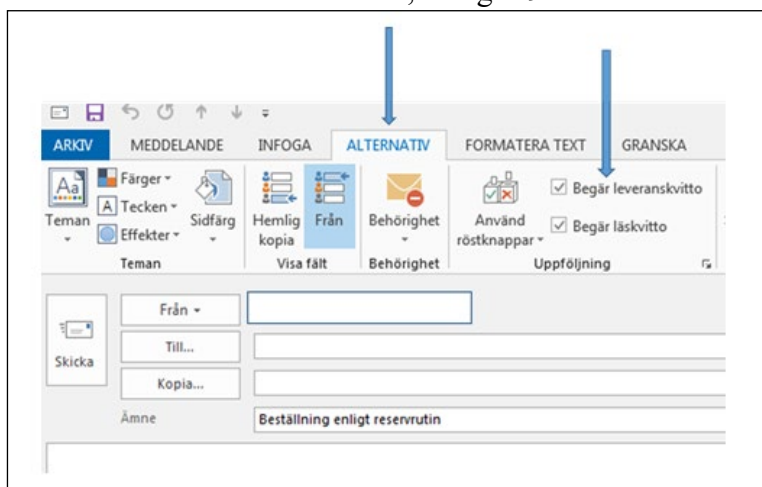 ARKIV MEDDELANDE INFOGA ALTERNATIV FORMATERA TEXT GRANSKA
Aa
Teman
Färger
A Tecken
Effekter
Sidfärg
Hemlig kopia
Från
Behörighet
Använd röstknappar
Begär leveranskvitto
Begär läskvitto
Teman Visa fält Behörighet Uppföljning
Skicka
Från
Till...
Kopia...
Ämne Beställning enligt reservrutin